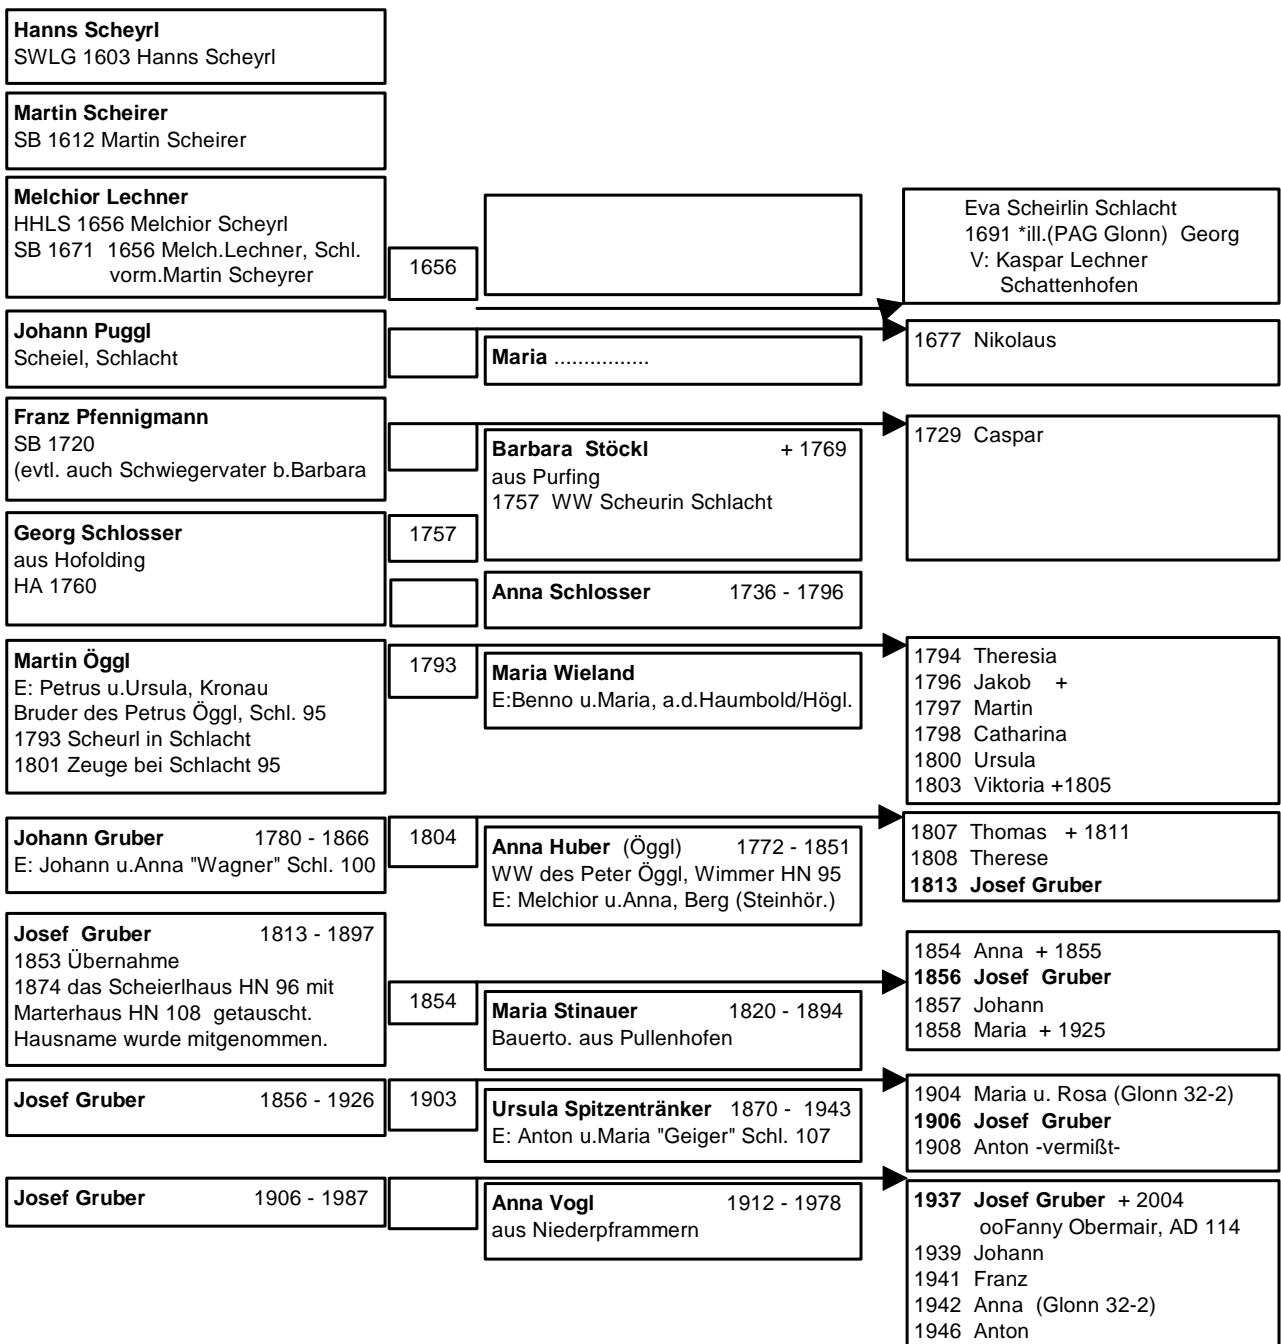 Hanns Scheyrl
SWLG 1603 Hanns Scheyrl
Martin Scheirer
SB 1612 Martin Scheirer
Melchior Lechner
HHLS 1656 Melchior Scheyrl
SB 1671 1656 Melch.Lechner, Schl.
vorm.Martin Scheyrer
1656
Eva Scheirlin Schlacht
1691 *ill.(PAG Glonn) Georg
V: Kaspar Lechner
Schattenhofen
Johann Puggl
Scheiel, Schlacht
Maria ................
1677 Nikolaus
Franz Pfennigmann
SB 1720
(evtl. auch Schwiegervater b.Barbara
Barbara Stöckl + 1769
aus Purfing
1757 WW Scheurin Schlacht
1729 Caspar
Georg Schlosser
aus Hofolding
HA 1760
1757
Anna Schlosser 1736 - 1796
Martin Öggl
E: Petrus u.Ursula, Kronau
Bruder des Petrus Öggl, Schl. 95
1793 Scheurl in Schlacht
1801 Zeuge bei Schlacht 95
1793
Maria Wieland
E:Benno u.Maria, a.d.Haumbold/Högl.
1794 Theresia
1796 Jakob +
1797 Martin
1798 Catharina
1800 Ursula
1803 Viktoria +1805
Johann Gruber 1780 - 1866
E: Johann u.Anna "Wagner" Schl. 100
1804
Anna Huber (Öggl) 1772 - 1851
WW des Peter Öggl, Wimmer HN 95
E: Melchior u.Anna, Berg (Steinhör.)
1807 Thomas + 1811
1808 Therese
1813 Josef Gruber
Josef Gruber 1813 - 1897
1853 Übernahme
1874 das Scheierlhaus HN 96 mit
Marterhaus HN 108 getauscht.
Hausname wurde mitgenommen.
1854
Maria Stinauer 1820 - 1894
Bauerto. aus Pullenhofen
1854 Anna + 1855
1856 Josef Gruber
1857 Johann
1858 Maria + 1925
Josef Gruber 1856 - 1926
1903
Ursula Spitzentränker 1870 - 1943
E: Anton u.Maria "Geiger" Schl. 107
1904 Maria u. Rosa (Glonn 32-2)
1906 Josef Gruber
1908 Anton -vermißt-
Josef Gruber 1906 - 1987
Anna Vogl 1912 - 1978
aus Niederpframmern
1937 Josef Gruber + 2004
ooFanny Obermair, AD 114
1939 Johann
1941 Franz
1942 Anna (Glonn 32-2)
1946 Anton